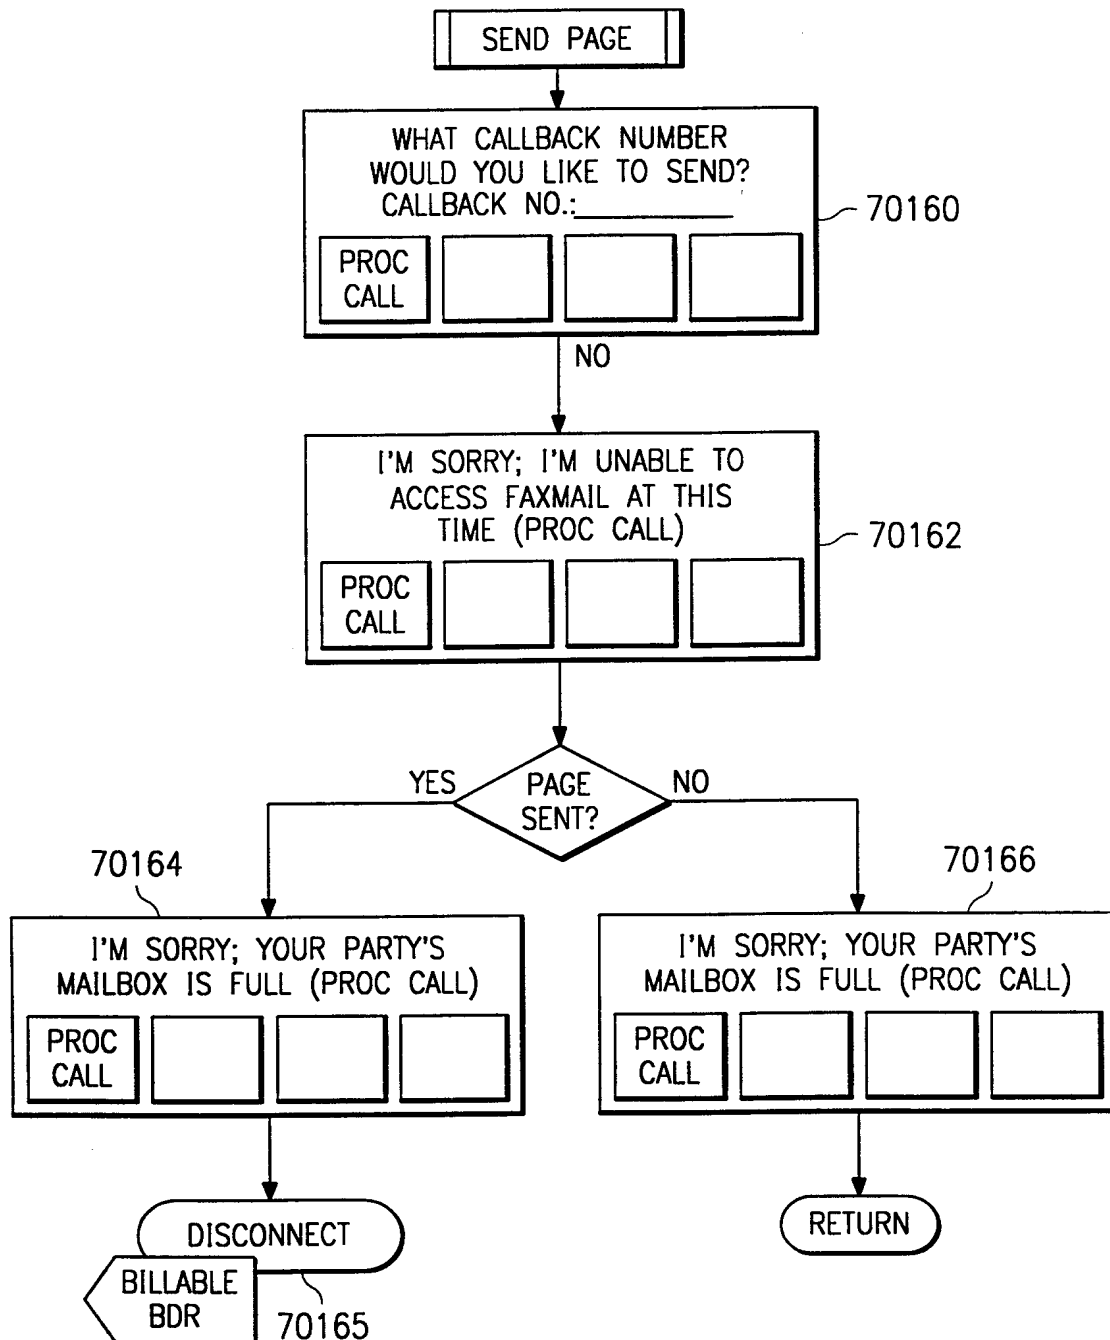 SEND PAGE
WHAT CALLBACK NUMBER
WOULD YOU LIKE TO SEND?
CALLBACK NO.:
70160
PROC
CALL
NO
I'M SORRY; I'M UNABLE TO
ACCESS FAXMAIL AT THIS
TIME (PROC CALL)
70162
PROC
CALL
YES
PAGE
SENT?
NO
70164
I'M SORRY; YOUR PARTY'S
MAILBOX IS FULL (PROC CALL)
PROC
CALL
70166
I'M SORRY; YOUR PARTY'S
MAILBOX IS FULL (PROC CALL)
PROC
CALL
DISCONNECT
BILLABLE
BDR
70165
RETURN